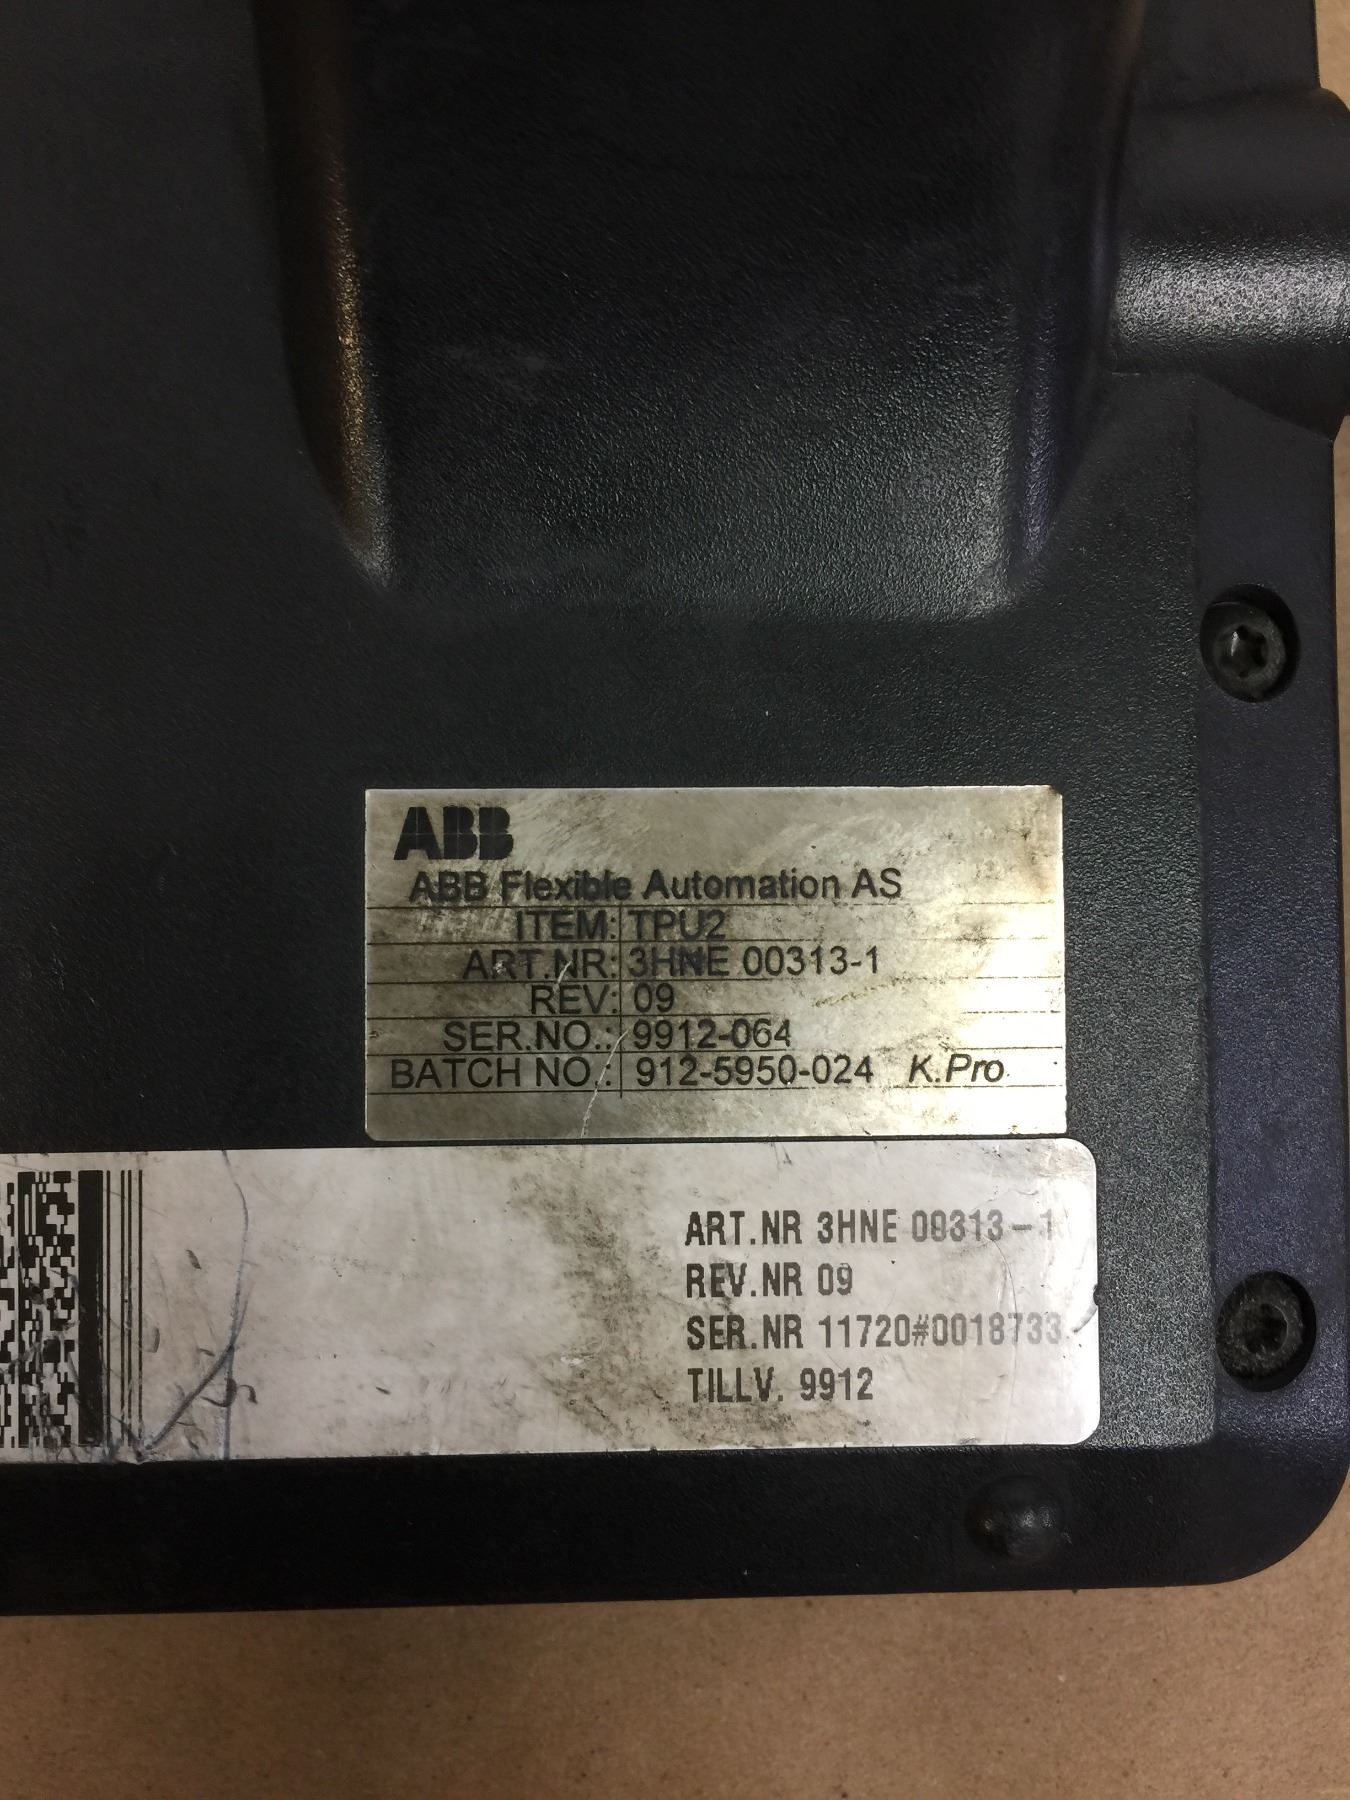 ABB
ABB Flexible Automation AS
ITEM: TPU2
ART.NR: 3HNE 00313-1
REV: 09
SER.NO.: 9912-064
BATCH NO.: 912-5950-024 K.Pro
ART.NR 3HNE 00313-1
REV.NR 09
SER.NR 11720#0018733
TILLV. 9912